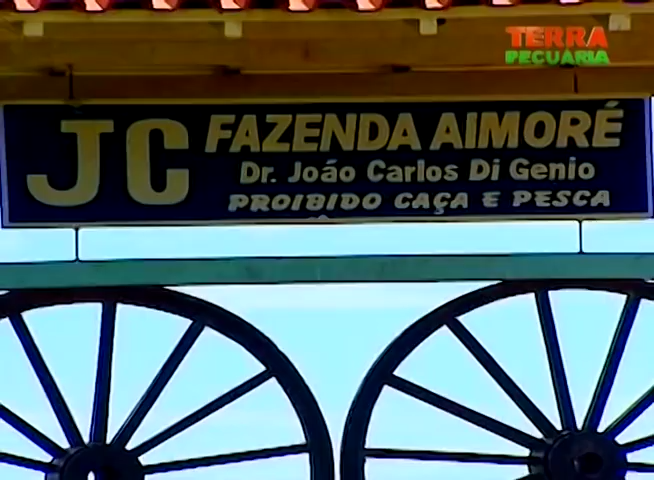 TERRA
PECUARIA
JC
FAZENDA AIMORÉ
Dr. João Carlos Di Genio
PROIBIDO CAÇA E PESCA